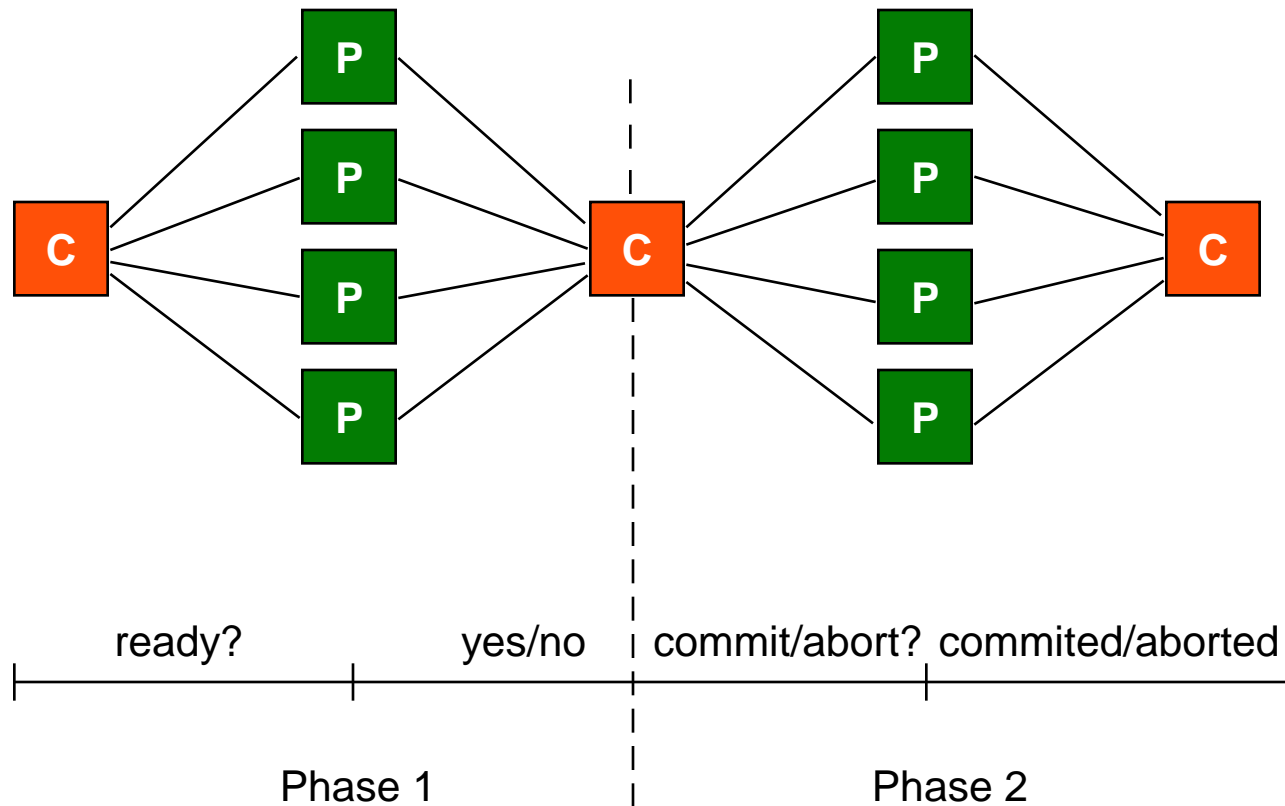 P P
P P
C C C
P P
P P
ready? yes/no commit/abort? commited/aborted
Phase 1 Phase 2